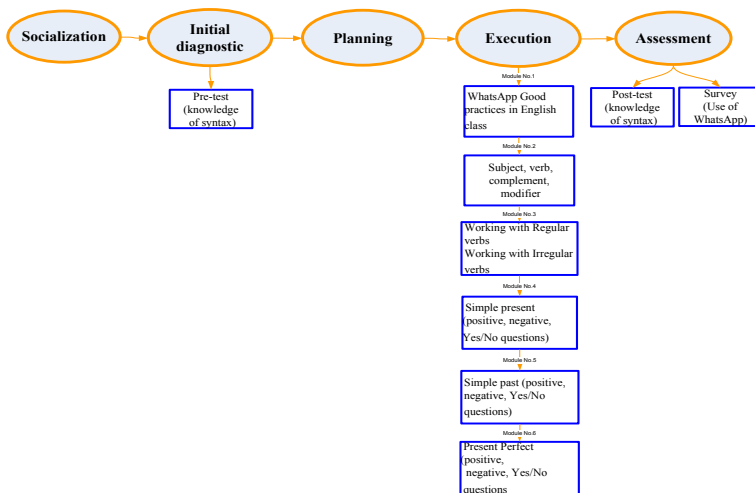 Socialization
Initial
diagnostic
Planning
Execution
Assessment
Pre-test
(knowledge
of syntax)
Module No.1
WhatsApp Good
practices in English
class
Module No.2
Subject, verb,
complement,
modifier
Module No.3
Working with Regular
verbs
Working with Irregular
verbs
Module No.4
Simple present
(positive, negative,
Yes/No questions)
Module No.5
Simple past (positive,
negative, Yes/No
questions)
Module No.6
Present Perfect
(positive,
negative, Yes/No
questions
Post-test
(knowledge
of syntax)
Survey
(Use of
WhatsApp)